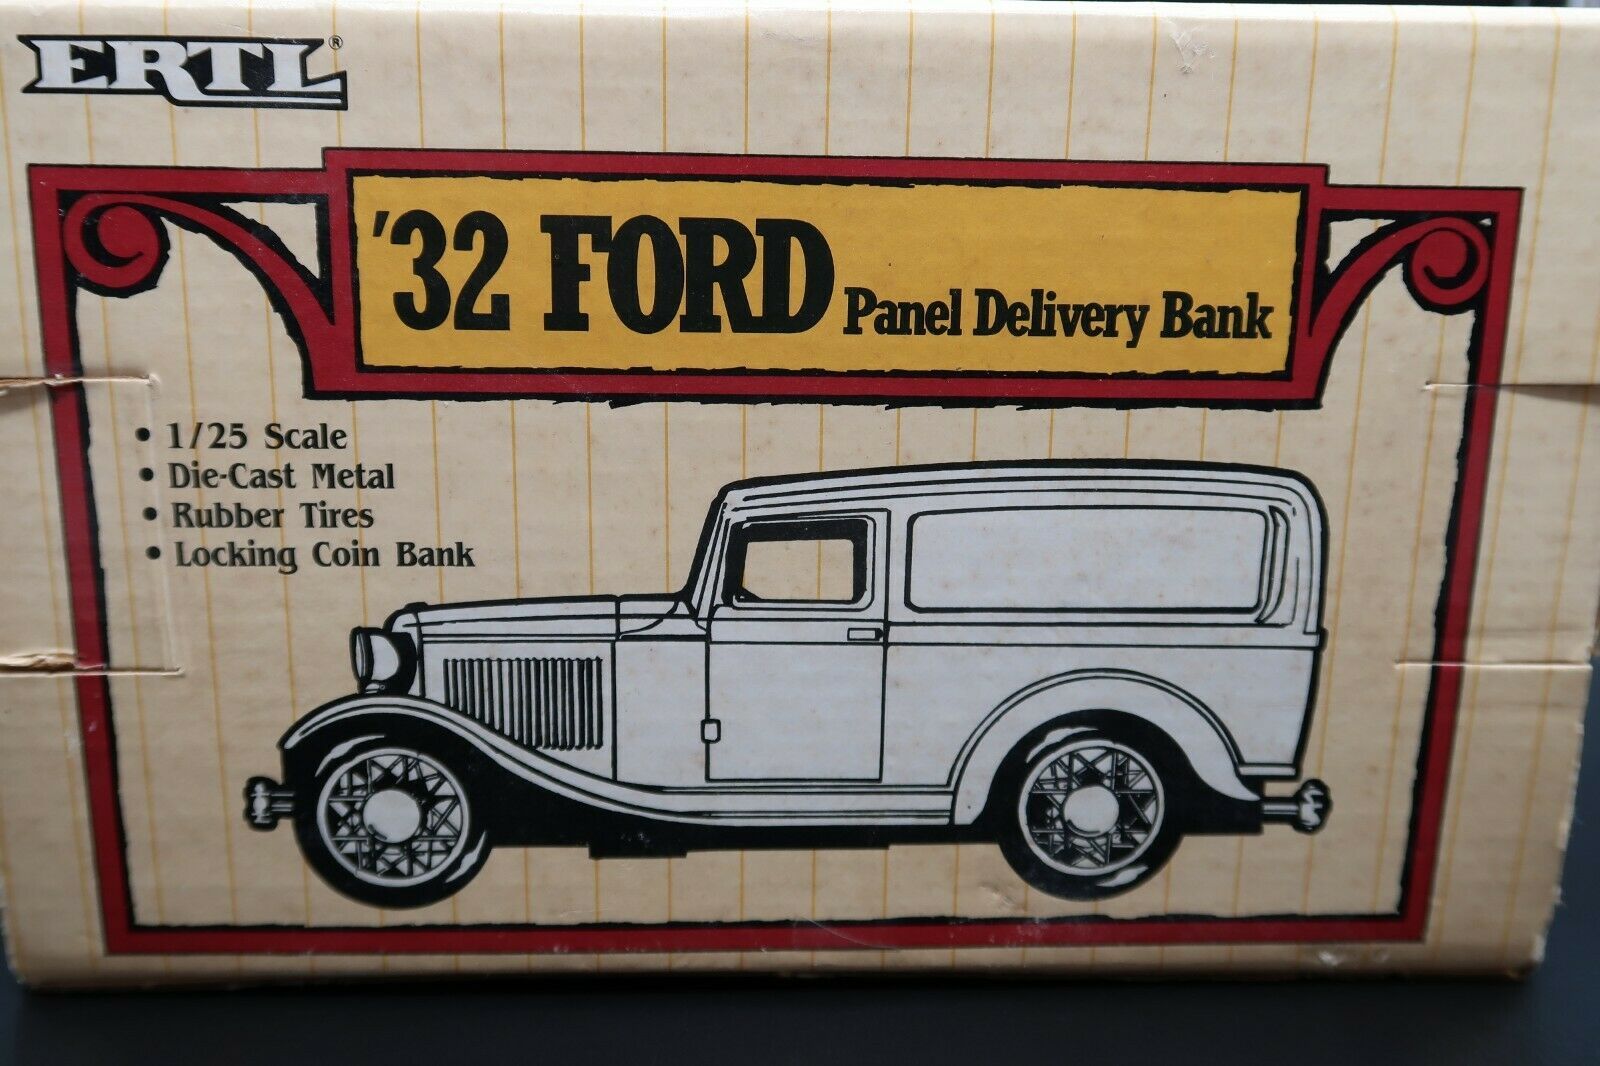 ERTL®
'32 FORD Panel Delivery Bank
• 1/25 Scale
• Die-Cast Metal
• Rubber Tires
• Locking Coin Bank